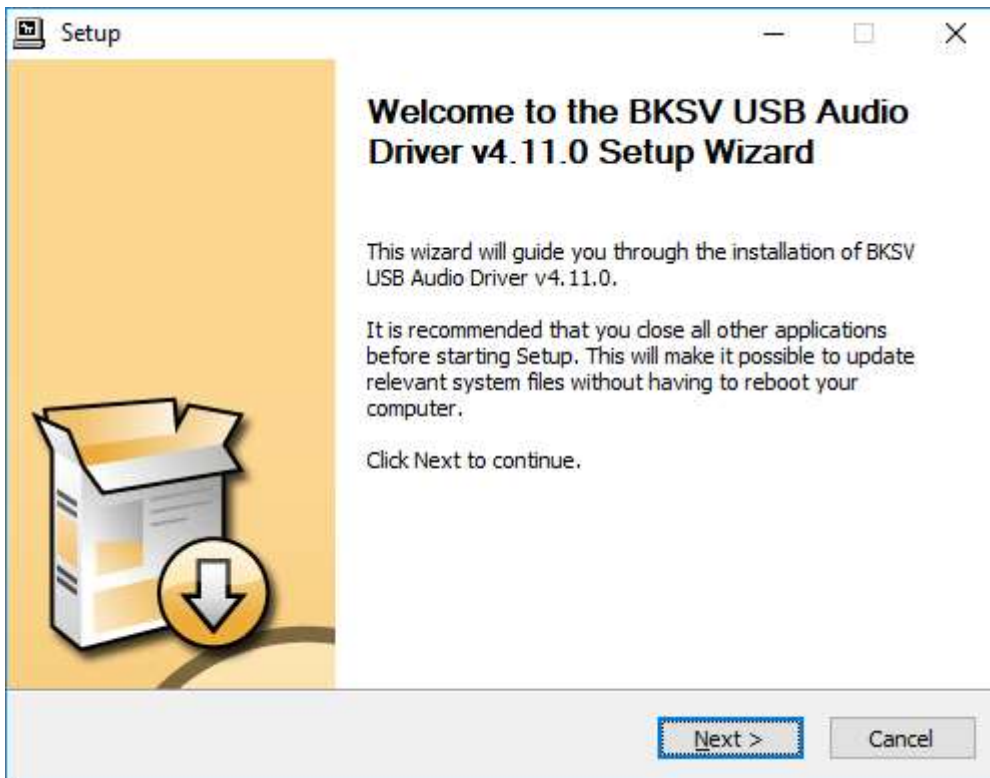 Setup
Welcome to the BKSV USB Audio
Driver v4.11.0 Setup Wizard
This wizard will guide you through the installation of BKSV
USB Audio Driver v4.11.0.
It is recommended that you close all other applications
before starting Setup. This will make it possible to update
relevant system files without having to reboot your
computer.
Click Next to continue.
Next >
Cancel